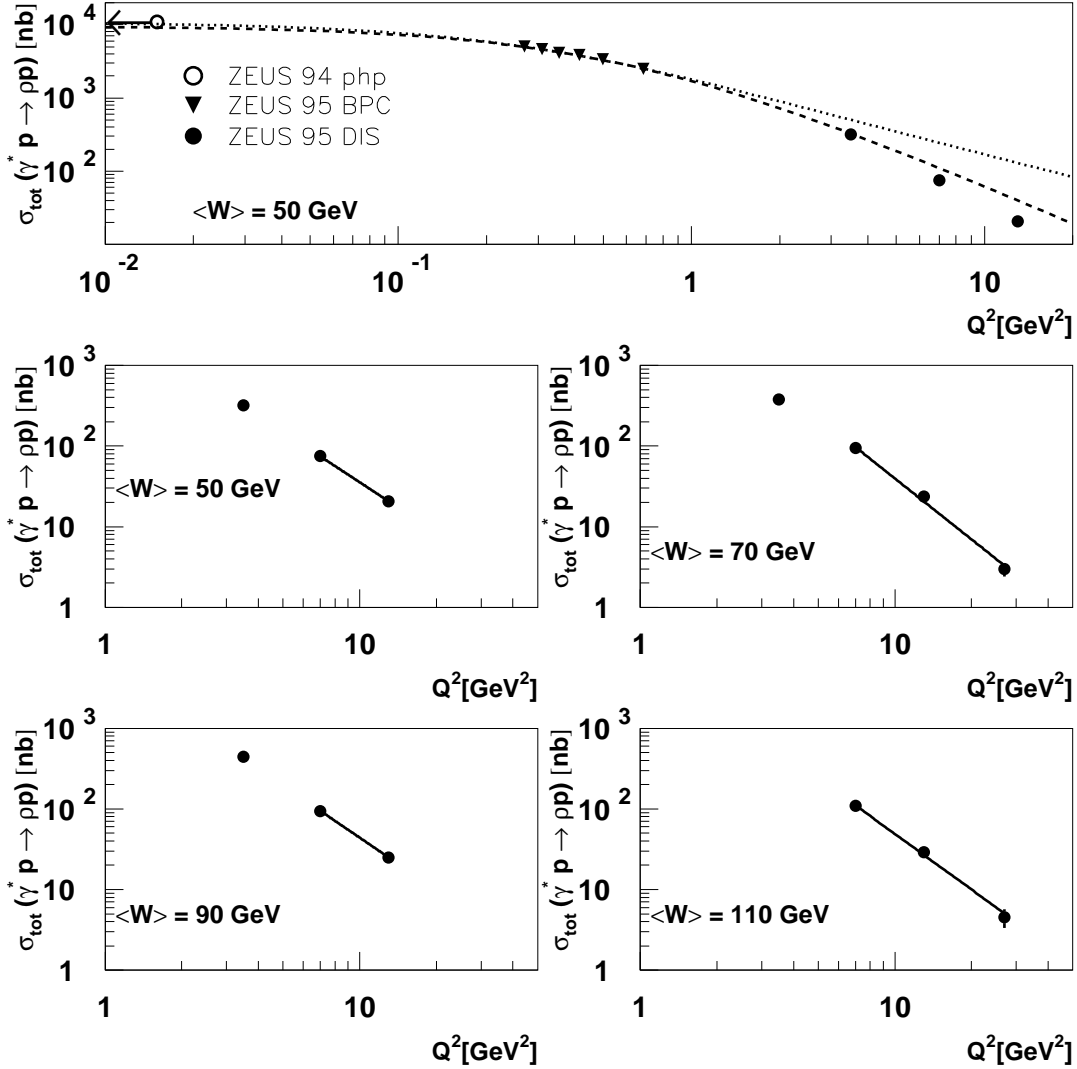 σ_tot (γ* p → ρp) [nb]
10^4
10^3
10^2
ZEUS 94 php
ZEUS 95 BPC
ZEUS 95 DIS
<W> = 50 GeV
10^-2
10^-1
1
10
Q^2[GeV^2]
σ_tot (γ* p → ρp) [nb]
10^3
10^2
10
1
<W> = 50 GeV
1
10
Q^2[GeV^2]
σ_tot (γ* p → ρp) [nb]
10^3
10^2
10
1
<W> = 70 GeV
1
10
Q^2[GeV^2]
σ_tot (γ* p → ρp) [nb]
10^3
10^2
10
1
<W> = 90 GeV
1
10
Q^2[GeV^2]
σ_tot (γ* p → ρp) [nb]
10^3
10^2
10
1
<W> = 110 GeV
1
10
Q^2[GeV^2]